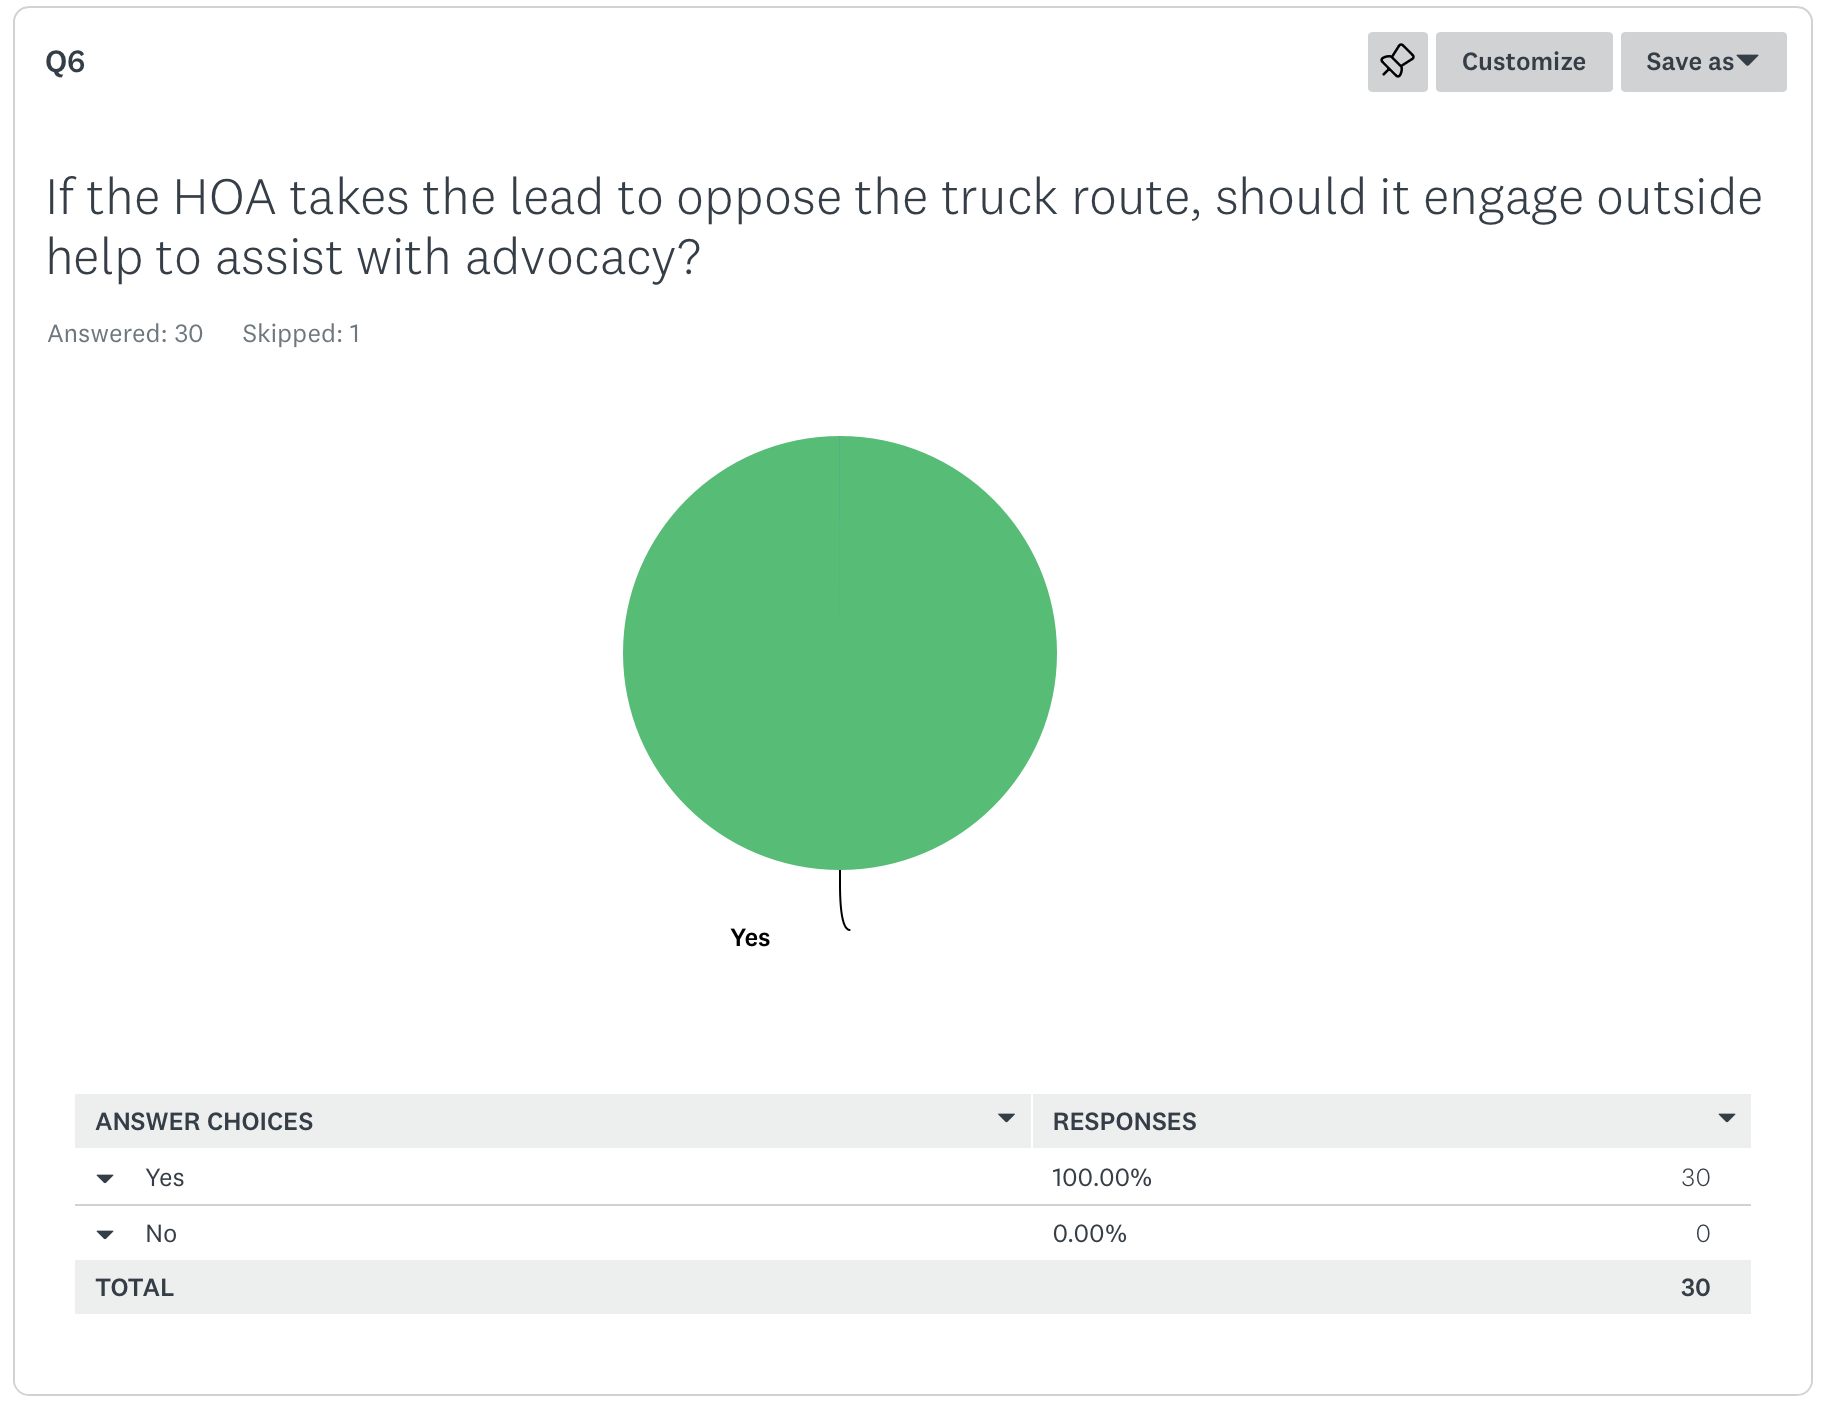 Q6
Customize
Save as
If the HOA takes the lead to oppose the truck route, should it engage outside
help to assist with advocacy?
Answered: 30 Skipped: 1
Yes
ANSWER CHOICES RESPONSES
Yes 100.00% 30
No 0.00% 0
TOTAL 30